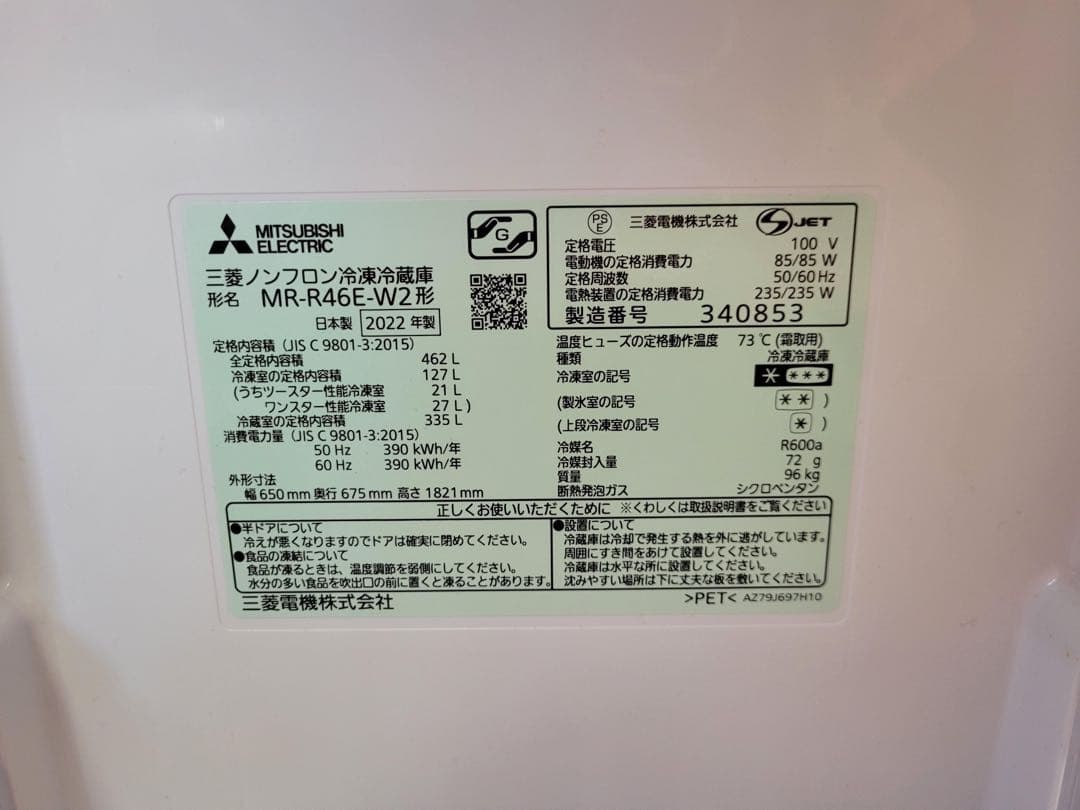 MITSUBISHI
ELECTRIC
G
三菱ノンフロン冷凍冷蔵庫
形名 MR-R46E-W2形
日本製 2022 年製
定格内容積 (JIS C 9801-3:2015)
全定格内容積 462 L
冷凍室の定格内容積 127 L
(うちツースター性能冷凍室 21 L
ワンスター性能冷凍室 27 L)
冷蔵室の定格内容積 335 L
消費電力量 (JIS C 9801-3:2015)
50 Hz 390 kWh/年
60 Hz 390 kWh/年
外形寸法
幅 650 mm 奥行 675 mm 高さ 1821 mm
PS E 三菱電機株式会社 S JET
定格電圧 100 V
電動機の定格消費電力 85/85 W
定格周波数 50/60 Hz
電熱装置の定格消費電力 235/235 W
製造番号 340853
温度ヒューズの定格動作温度 73 ℃ (霜取用)
種類 冷凍冷蔵庫
冷凍室の記号 * ***
(製氷室の記号 ** )
(上段冷凍室の記号 * )
冷媒名 R600a
冷媒封入量 72 g
質量 96 kg
断熱発泡ガス シクロペンタン
正しくお使いいただくために ※くわしくは取扱説明書をご覧ください
●半ドアについて
冷えが悪くなりますのでドアは確実に閉めてください。
●食品の凍結について
食品が凍るときは、温度調節を弱側にしてください。
水分の多い食品を吹出口の前に置くと凍ることがあります。
●設置について
冷蔵庫は冷却で発生する熱を外に逃がしています。
周囲にすき間をあけて設置してください。
冷蔵庫は水平な所に設置してください。
沈みやすい場所は下に丈夫な板を敷いてください。
三菱電機株式会社
>PET< AZ79J697H10